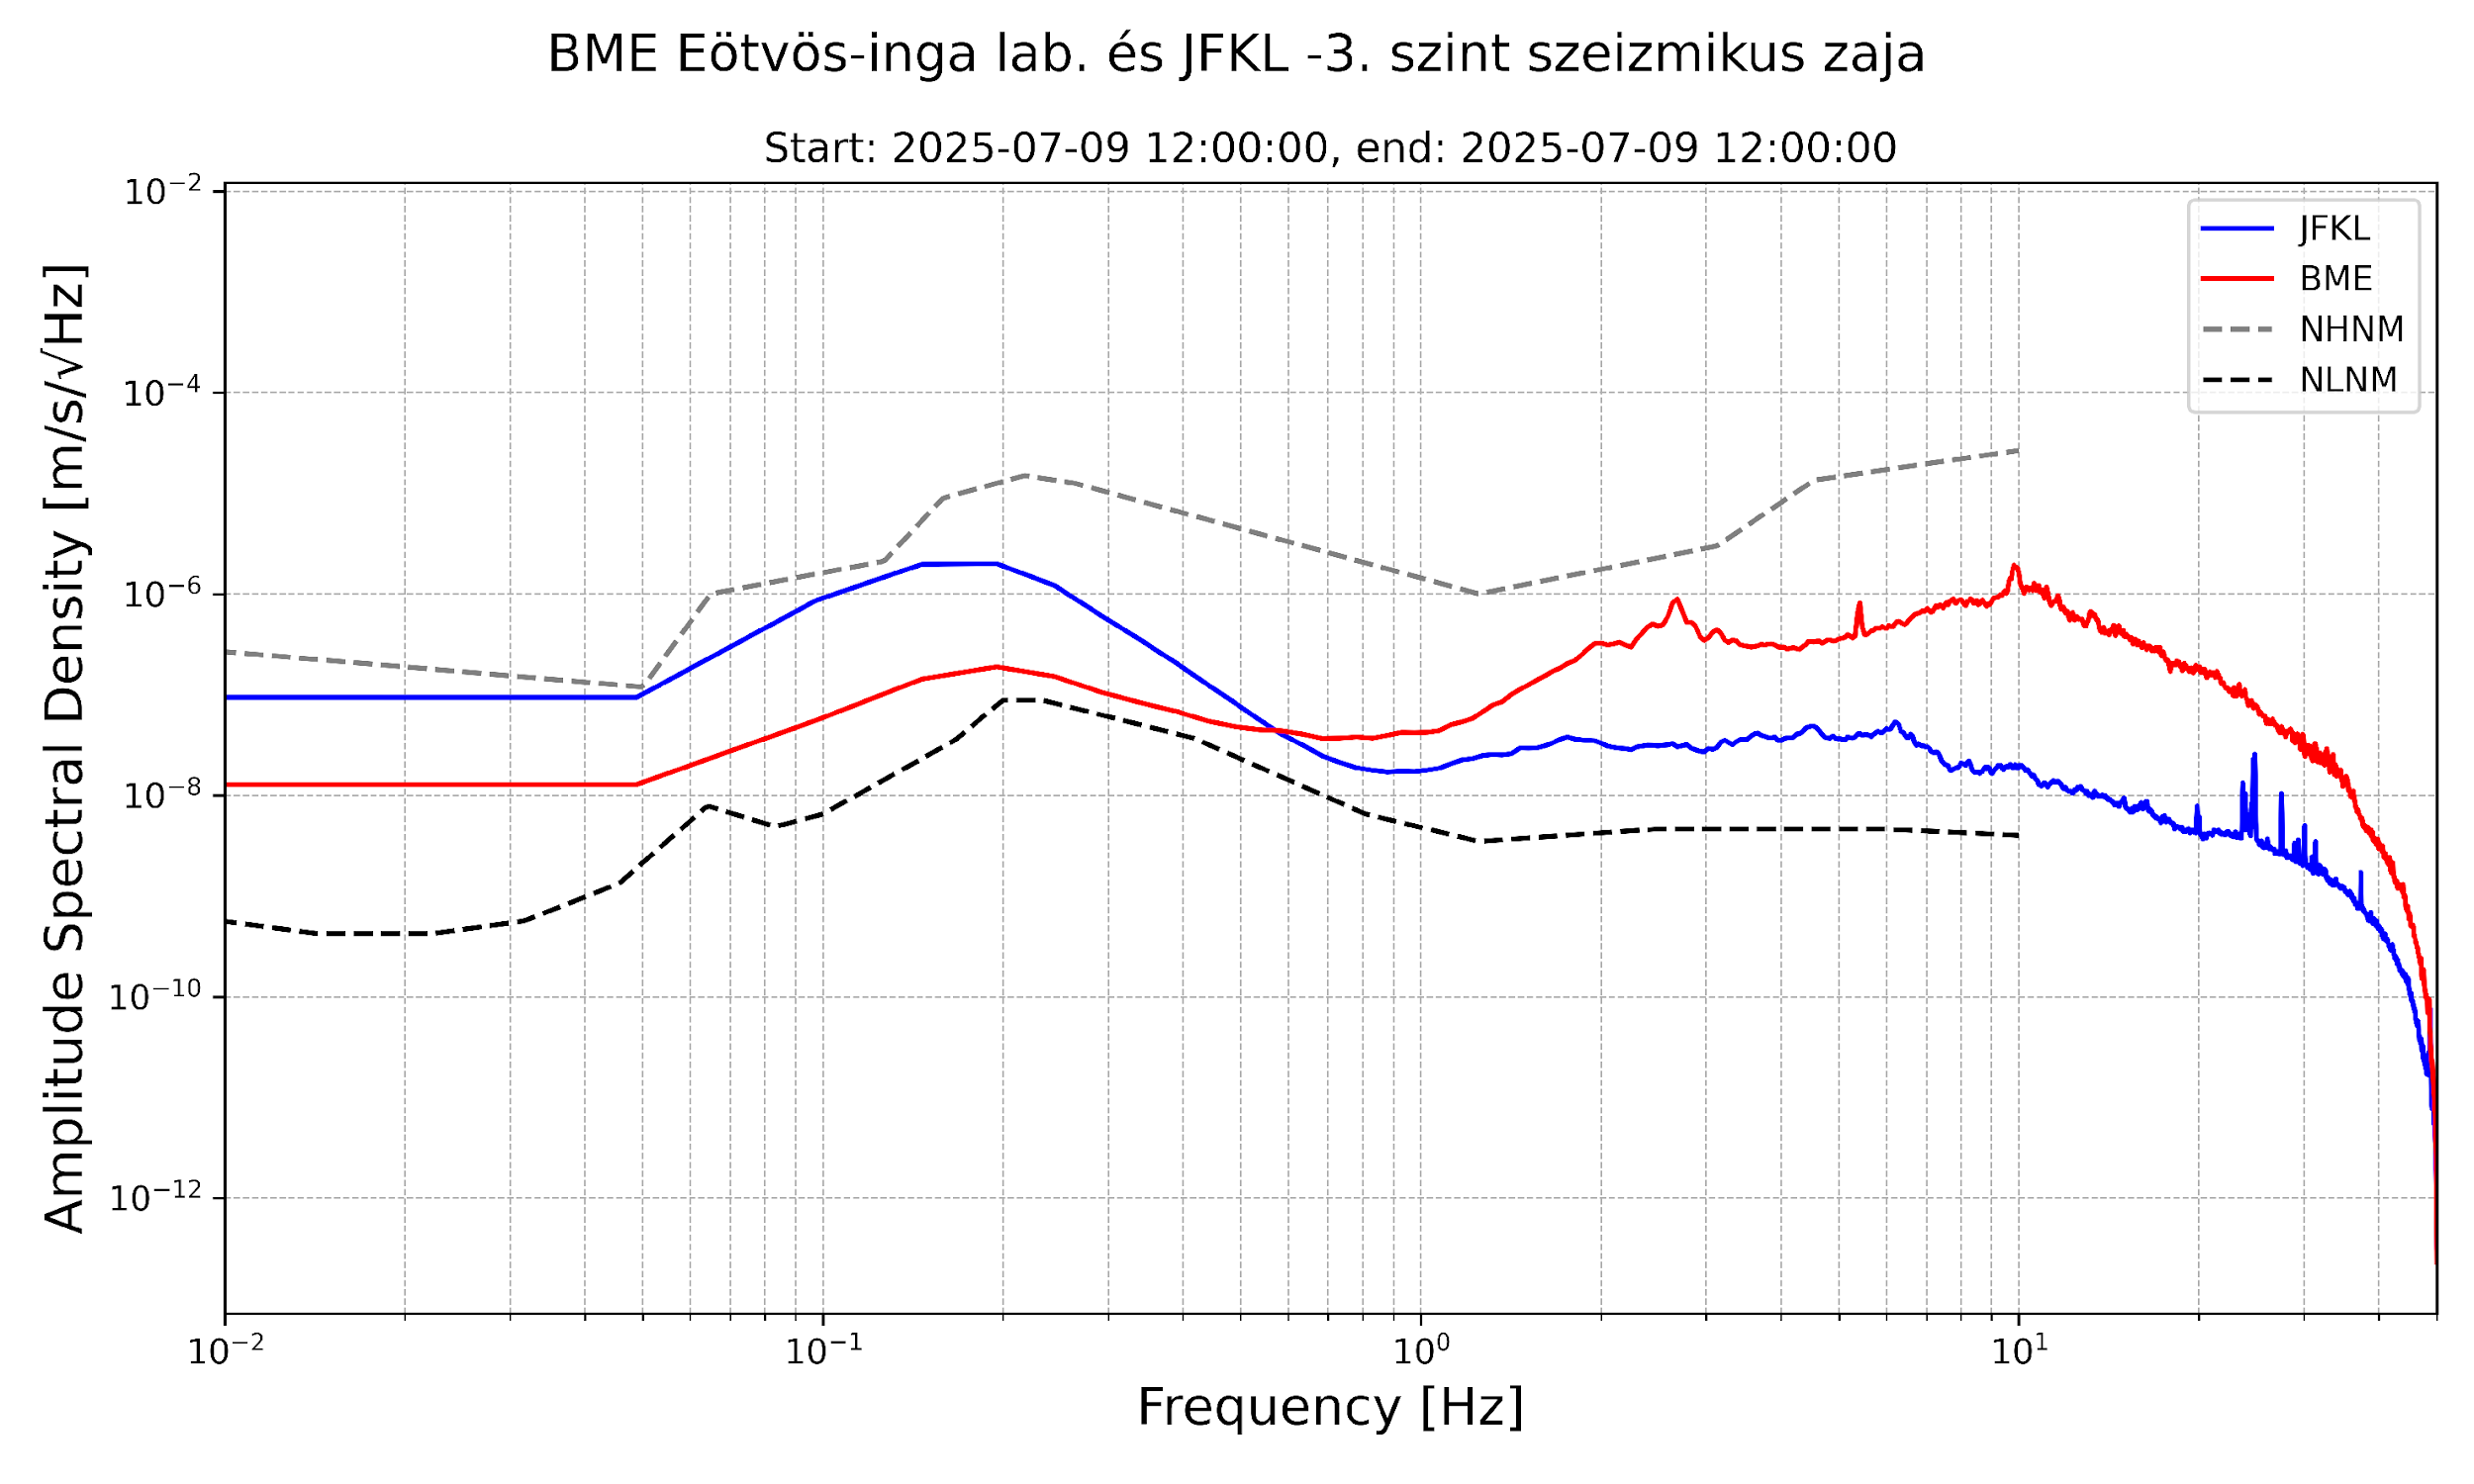 BME Eötvös-inga lab. és JFKL -3. szint szeizmikus zaja
Start: 2025-07-09 12:00:00, end: 2025-07-09 12:00:00
Amplitude Spectral Density [m/s/√Hz]
10⁻²
10⁻⁴
10⁻⁶
10⁻⁸
10⁻¹⁰
10⁻¹²
JFKL
BME
NHNM
NLNM
10⁻² 10⁻¹ 10⁰ 10¹
Frequency [Hz]